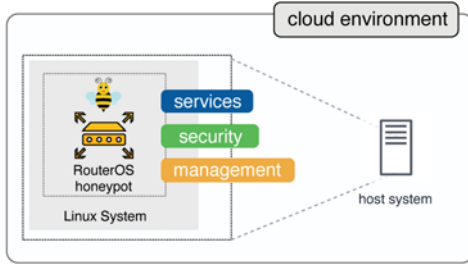 cloud environment
services
security
RouterOS
honeypot
management
Linux System
host system